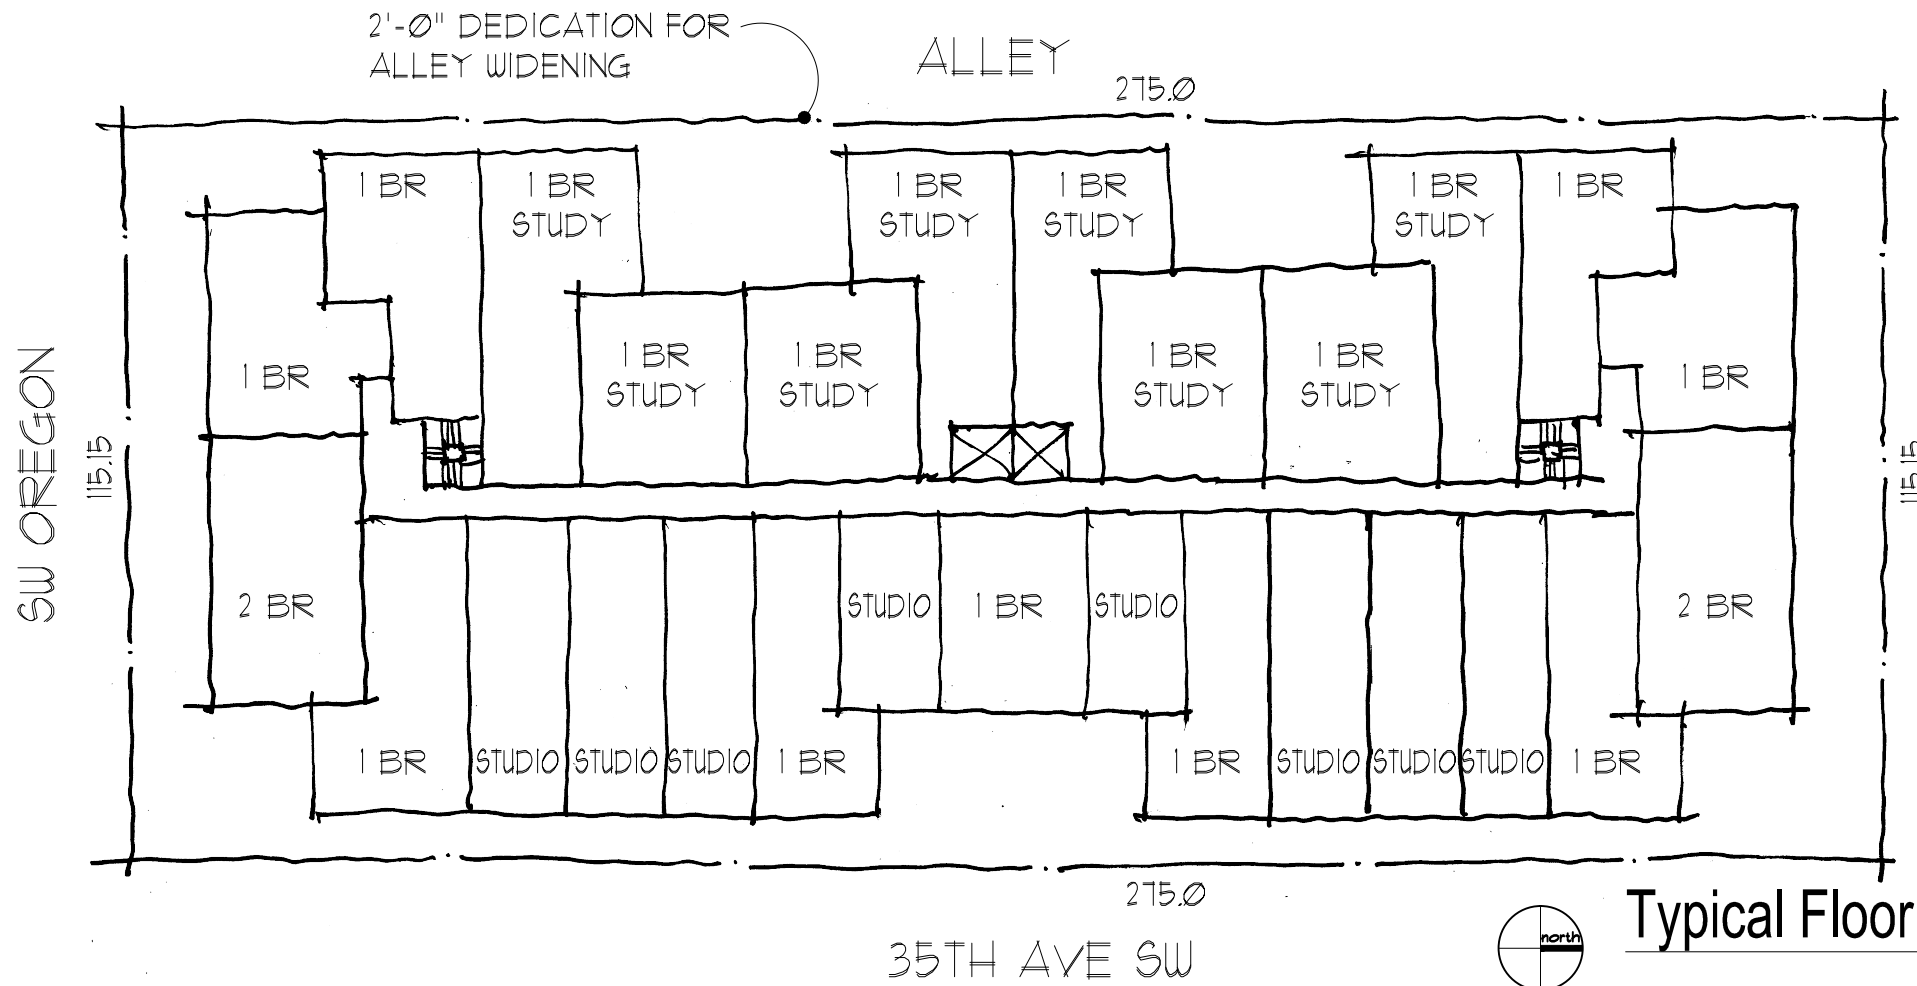 2'-0" DEDICATION FOR
ALLEY WIDENING
ALLEY
275.0
1 BR
1 BR
STUDY
1 BR
STUDY
1 BR
STUDY
1 BR
STUDY
1 BR
1 BR
1 BR
STUDY
1 BR
STUDY
1 BR
STUDY
1 BR
STUDY
1 BR
SW OREGON
115.15
115.15
2 BR
STUDIO
1 BR
STUDIO
2 BR
1 BR
STUDIO
STUDIO
STUDIO
1 BR
1 BR
STUDIO
STUDIO
STUDIO
1 BR
275.0
35TH AVE SW
north
Typical Floor